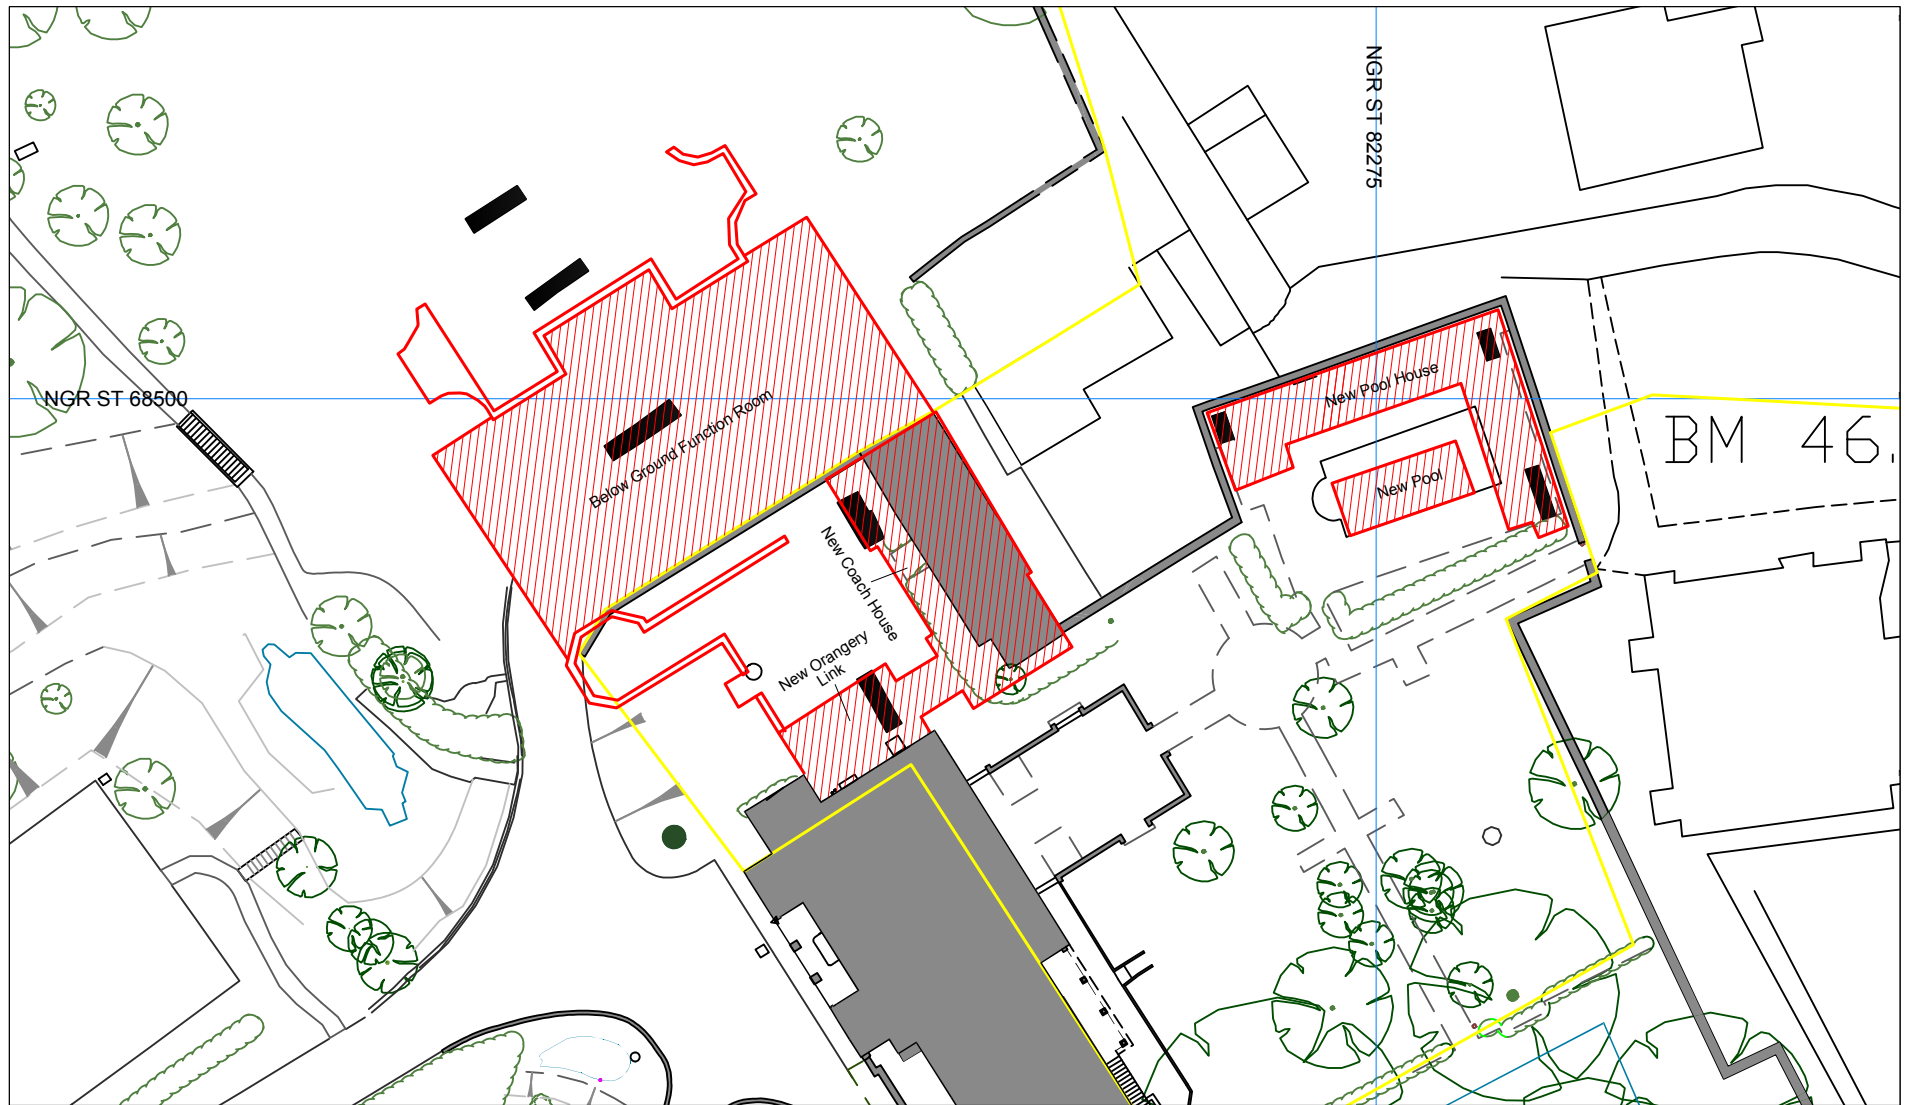 NGR ST 82275
NGR ST 68500
New Pool House
BM 46.
Below Ground Function Room
New Pool
New Coach House
New Orangery
Link